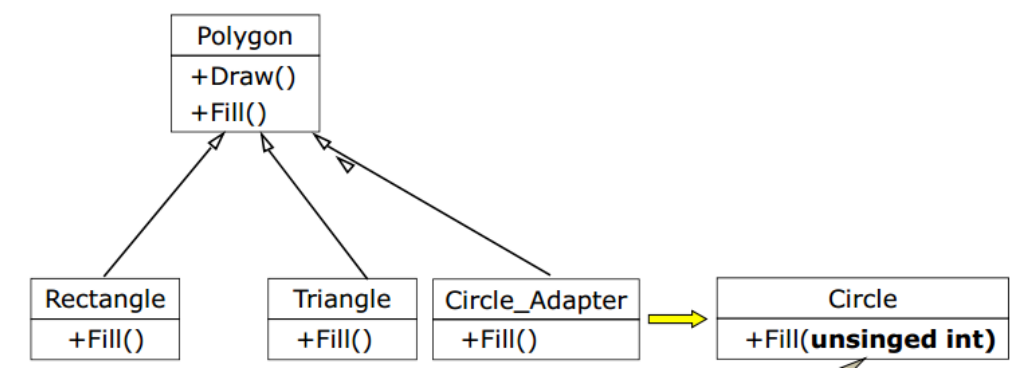 Polygon
+Draw()
+Fill()
Rectangle
+Fill()
Triangle
+Fill()
Circle_Adapter
+Fill()
Circle
+Fill(unsinged int)